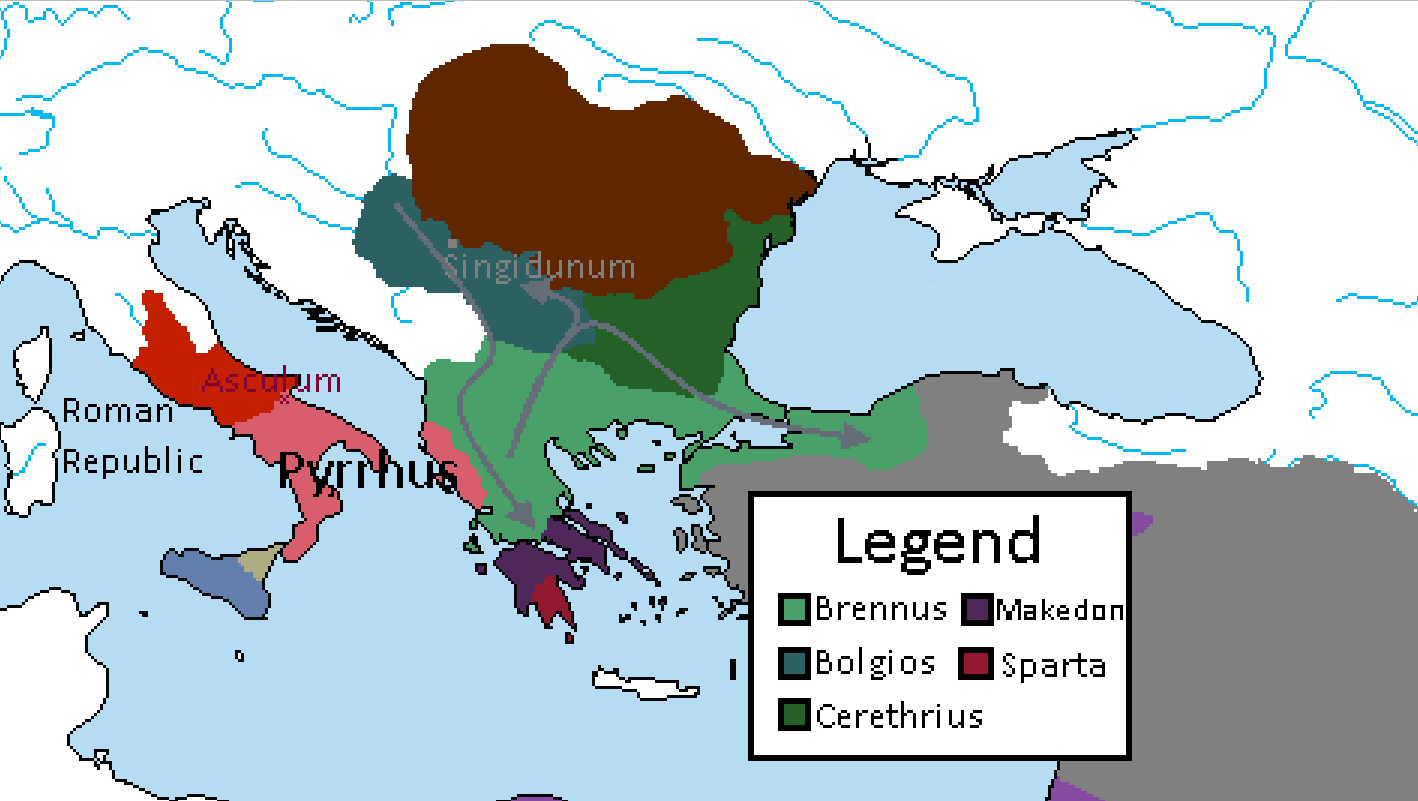 Singidunum
Asculum
Roman
Republic
Pyrrhus
Legend
Brennus
Makedon
Bolgios
Sparta
Cerethrius